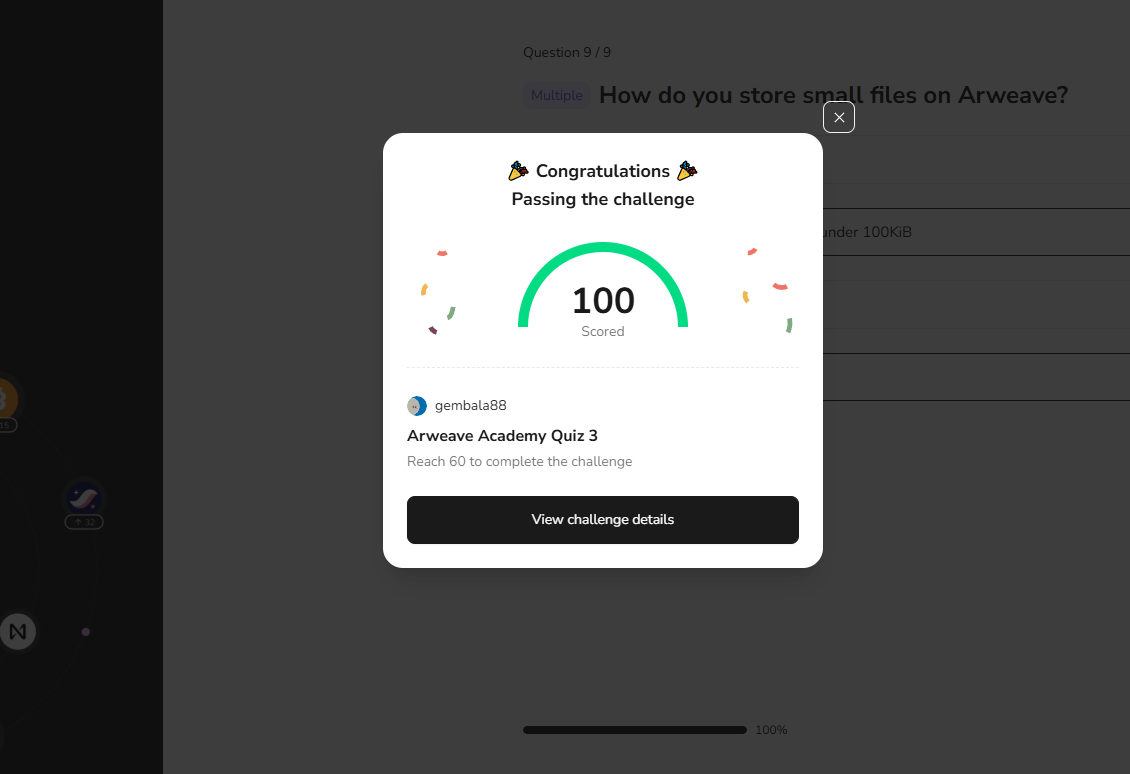 Question 9 / 9
Multiple How do you store small files on Arweave?
🎉 Congratulations 🎉
Passing the challenge
under 100KiB
100
Scored
15
gembala88
Arweave Academy Quiz 3
Reach 60 to complete the challenge
View challenge details
↑ 32
100%